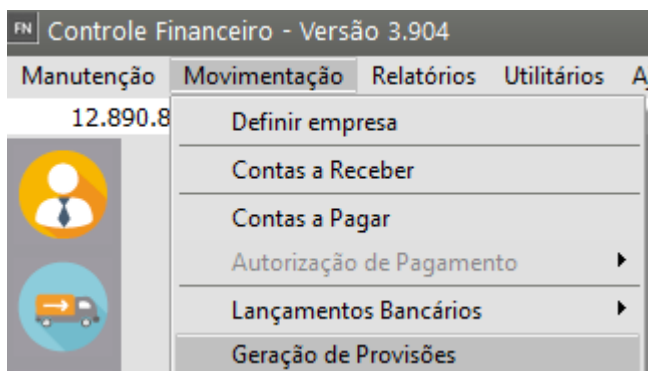 FN Controle Financeiro - Versão 3.904
Manutenção Movimentação Relatórios Utilitários
12.890.8
Definir empresa
Contas a Receber
Contas a Pagar
Autorização de Pagamento
Lançamentos Bancários
Geração de Provisões